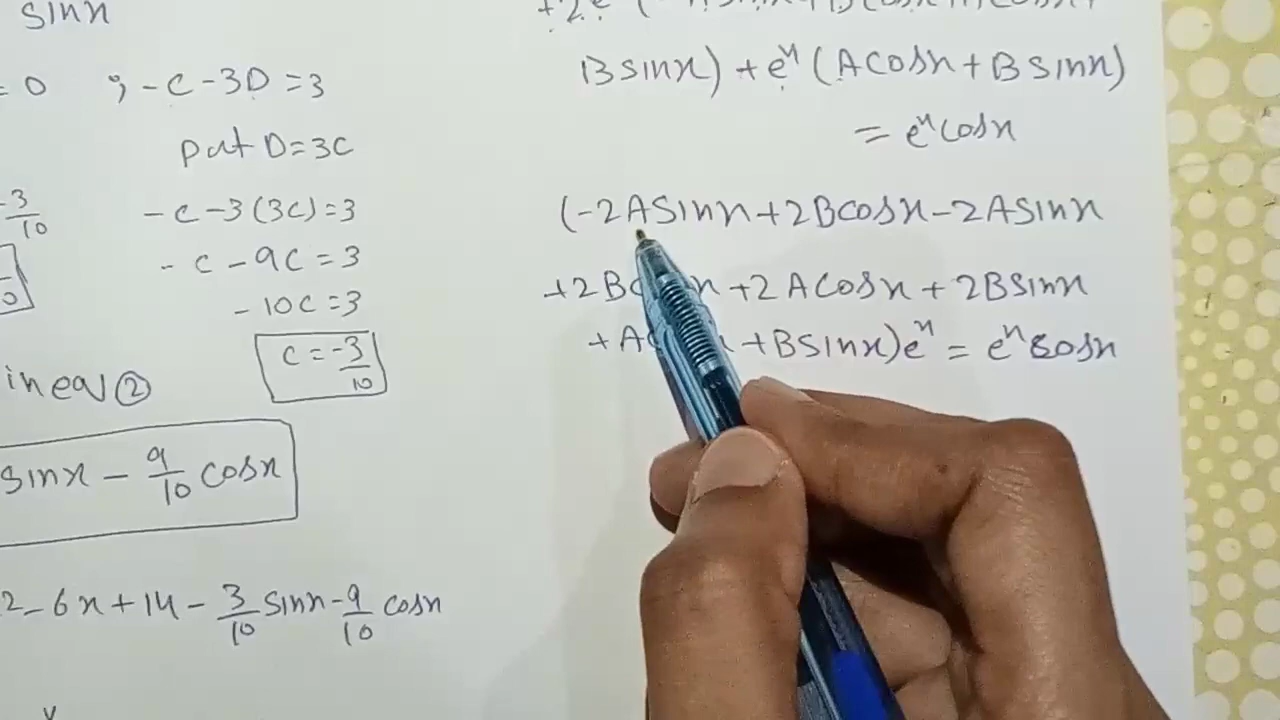 sinx
= 0 ; -c-3D=3
put D=3C
-3/10
-c-3(3c)=3
-c-9c=3
-10c=3
c=-3/10
in eq ②
sinx - 9/10 cosx
2-6x+14-3/10 sinx-9/10 cosx
Bsinx)+e^x(Acosx+Bsinx)
= e^x cosx
(-2Asinx+2Bcosx-2Asinx
+2Bc x+2Acosx+2Bsinx
+Ac x+Bsinx)e^x = e^x cosx